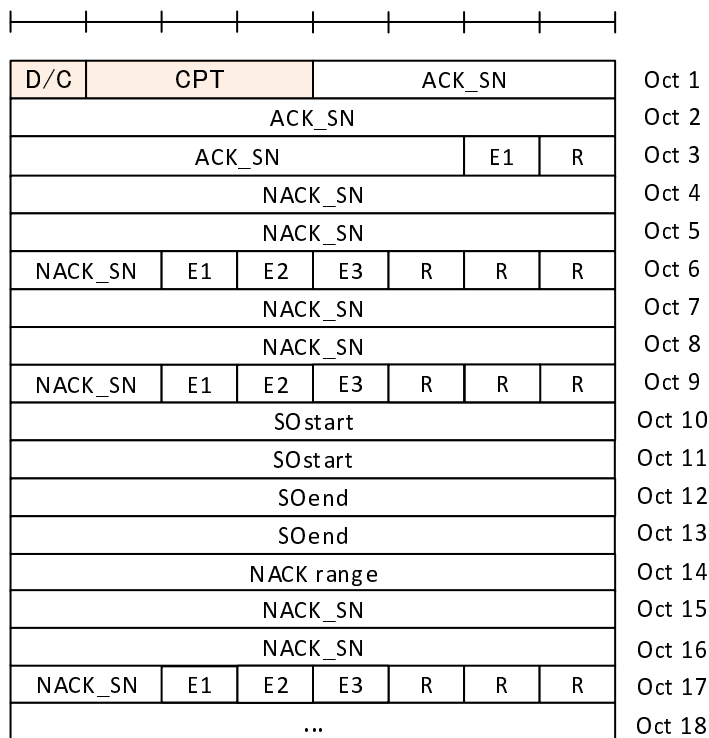 D/C CPT ACK_SN Oct 1
ACK_SN Oct 2
ACK_SN E1 R Oct 3
NACK_SN Oct 4
NACK_SN Oct 5
NACK_SN E1 E2 E3 R R R Oct 6
NACK_SN Oct 7
NACK_SN Oct 8
NACK_SN E1 E2 E3 R R R Oct 9
SOstart Oct 10
SOstart Oct 11
SOend Oct 12
SOend Oct 13
NACK range Oct 14
NACK_SN Oct 15
NACK_SN Oct 16
NACK_SN E1 E2 E3 R R R Oct 17
... Oct 18